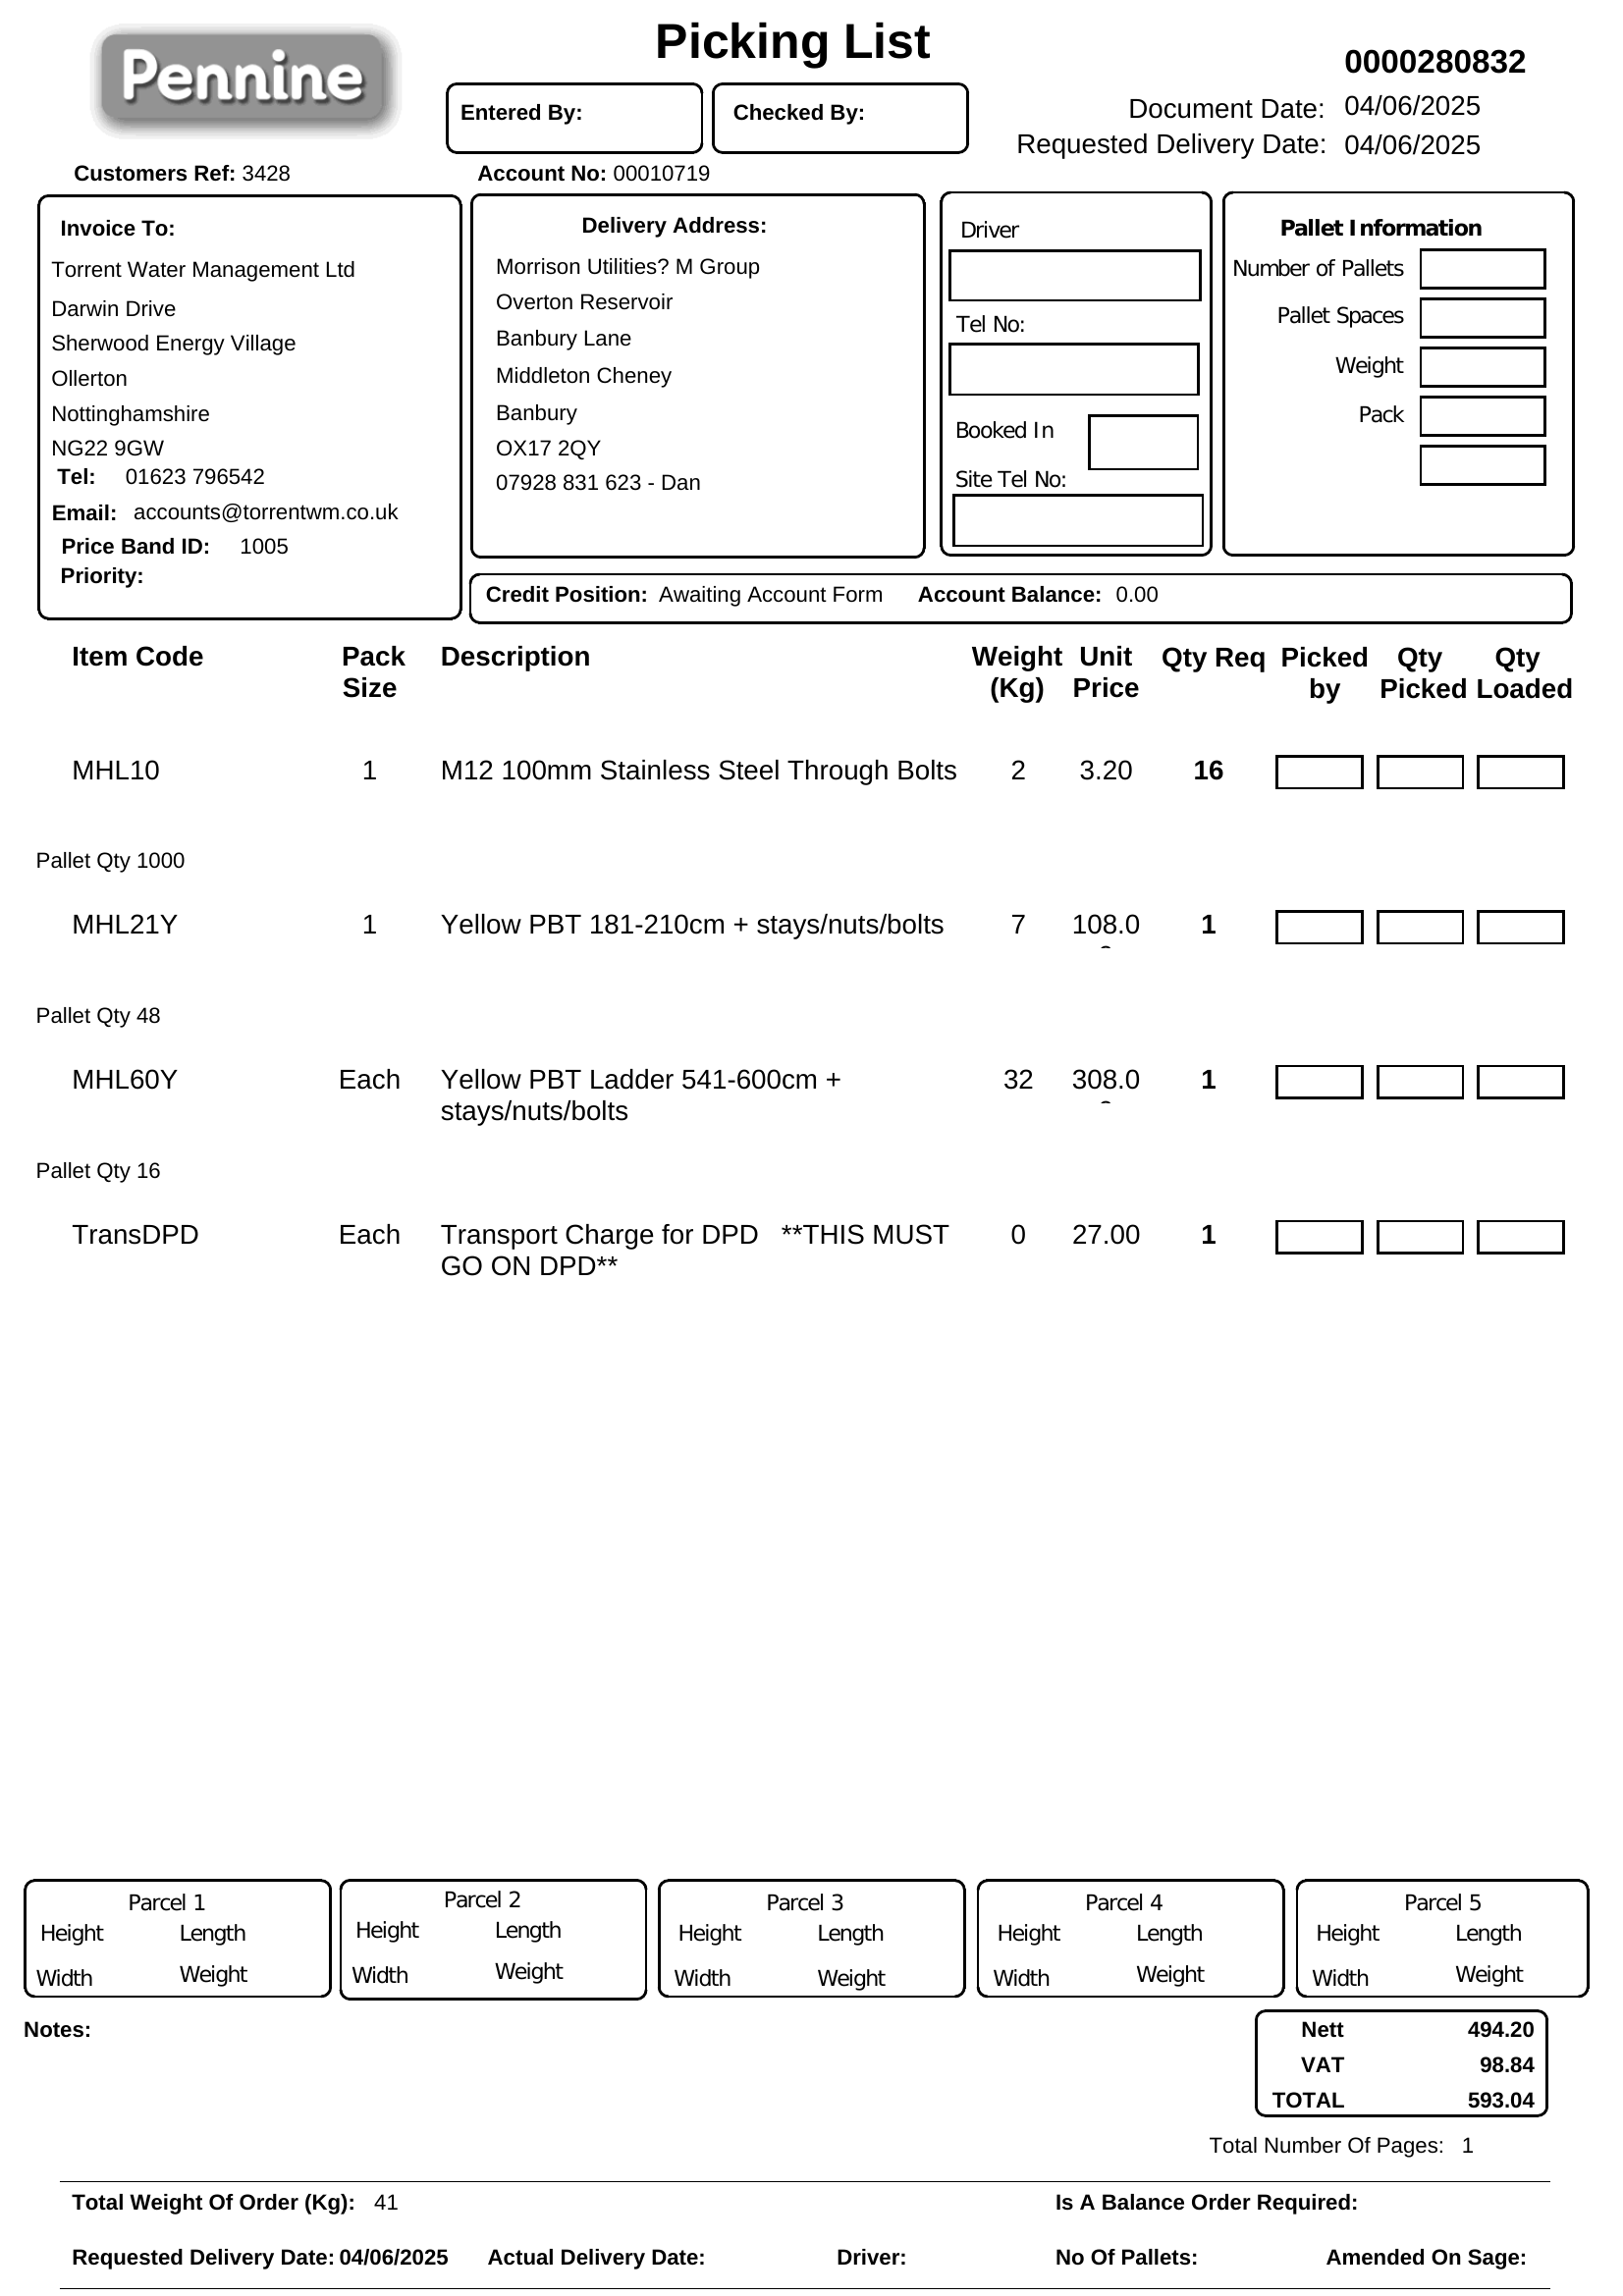 Pennine
Picking List
0000280832
Entered By:
Checked By:
Document Date: 04/06/2025
Requested Delivery Date: 04/06/2025
Customers Ref: 3428
Account No: 00010719
Invoice To:
Torrent Water Management Ltd
Darwin Drive
Sherwood Energy Village
Ollerton
Nottinghamshire
NG22 9GW
Tel: 01623 796542
Email: accounts@torrentwm.co.uk
Price Band ID: 1005
Priority:
Delivery Address:
Morrison Utilities? M Group
Overton Reservoir
Banbury Lane
Middleton Cheney
Banbury
OX17 2QY
07928 831 623 - Dan
Driver
Tel No:
Booked In
Site Tel No:
Pallet Information
Number of Pallets
Pallet Spaces
Weight
Pack
Credit Position: Awaiting Account Form Account Balance: 0.00
Item Code Pack Description Weight Unit Qty Req Picked Qty Qty
Size (Kg) Price by Picked Loaded
MHL10 1 M12 100mm Stainless Steel Through Bolts 2 3.20 16
Pallet Qty 1000
MHL21Y 1 Yellow PBT 181-210cm + stays/nuts/bolts 7 108.0 1
Pallet Qty 48
MHL60Y Each Yellow PBT Ladder 541-600cm + 32 308.0 1
stays/nuts/bolts
Pallet Qty 16
TransDPD Each Transport Charge for DPD **THIS MUST 0 27.00 1
GO ON DPD**
Parcel 1
Height Length
Width Weight
Parcel 2
Height Length
Width Weight
Parcel 3
Height Length
Width Weight
Parcel 4
Height Length
Width Weight
Parcel 5
Height Length
Width Weight
Notes:
Nett 494.20
VAT 98.84
TOTAL 593.04
Total Number Of Pages: 1
Total Weight Of Order (Kg): 41 Is A Balance Order Required:
Requested Delivery Date: 04/06/2025 Actual Delivery Date: Driver: No Of Pallets: Amended On Sage: